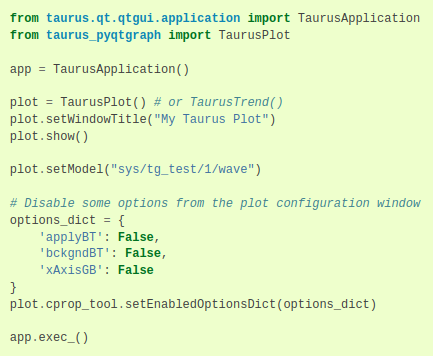 from taurus.qt.qtgui.application import TaurusApplication
from taurus_pyqtgraph import TaurusPlot

app = TaurusApplication()

plot = TaurusPlot() # or TaurusTrend()
plot.setWindowTitle("My Taurus Plot")
plot.show()

plot.setModel("sys/tg_test/1/wave")

# Disable some options from the plot configuration window
options_dict = {
    'applyBT': False,
    'bckgndBT': False,
    'xAxisGB': False
}
plot.cprop_tool.setEnabledOptionsDict(options_dict)

app.exec_()